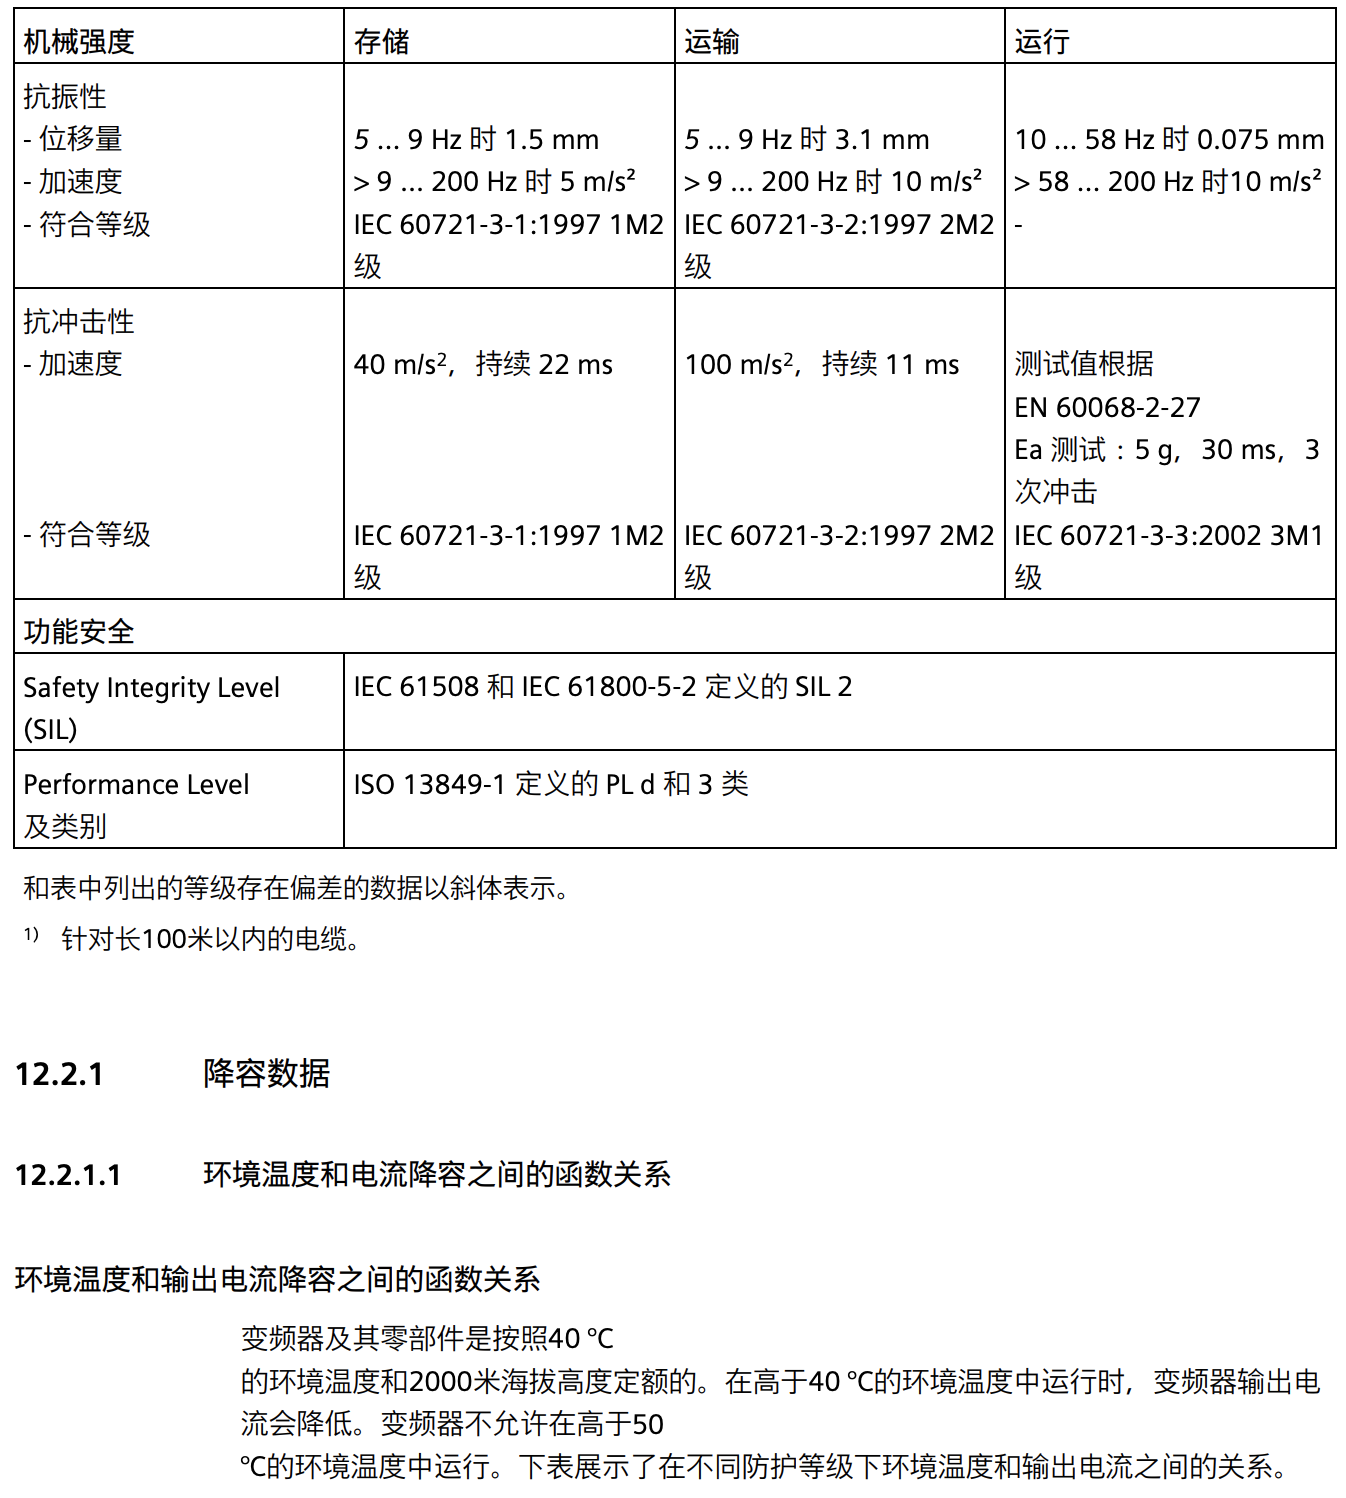 机械强度 存储 运输 运行
抗振性
- 位移量 5 … 9 Hz 时 1.5 mm 5 … 9 Hz 时 3.1 mm 10 … 58 Hz 时 0.075 mm
- 加速度 > 9 … 200 Hz 时 5 m/s² > 9 … 200 Hz 时 10 m/s² > 58 … 200 Hz 时10 m/s²
- 符合等级 IEC 60721-3-1:1997 1M2 IEC 60721-3-2:1997 2M2 -
级 级
抗冲击性
- 加速度 40 m/s²，持续 22 ms 100 m/s²，持续 11 ms 测试值根据
EN 60068-2-27
Ea 测试：5 g，30 ms，3
次冲击
- 符合等级 IEC 60721-3-1:1997 1M2 IEC 60721-3-2:1997 2M2 IEC 60721-3-3:2002 3M1
级 级 级
功能安全
Safety Integrity Level IEC 61508 和 IEC 61800-5-2 定义的 SIL 2
(SIL)
Performance Level ISO 13849-1 定义的 PL d 和 3 类
及类别
和表中列出的等级存在偏差的数据以斜体表示。
1) 针对长100米以内的电缆。
12.2.1 降容数据
12.2.1.1 环境温度和电流降容之间的函数关系
环境温度和输出电流降容之间的函数关系
变频器及其零部件是按照40 °C
的环境温度和2000米海拔高度定额的。在高于40 °C的环境温度中运行时，变频器输出电
流会降低。变频器不允许在高于50
°C的环境温度中运行。下表展示了在不同防护等级下环境温度和输出电流之间的关系。